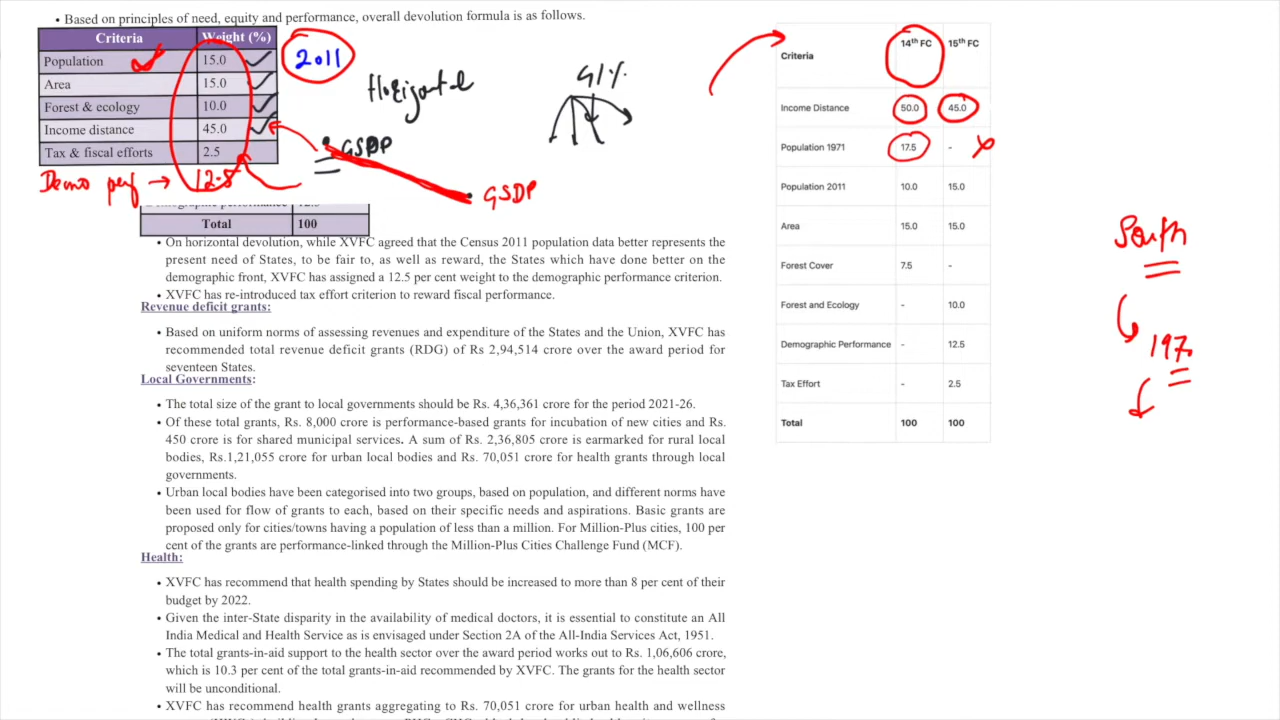 • Based on principles of need, equity and performance, overall devolution formula is as follows.
Criteria Weight (%)
Population 15.0
Area 15.0
Forest & ecology 10.0
Income distance 45.0
Tax & fiscal efforts 2.5
Demo perf → 12.5
Total 100
2011
Horizontal
41%
GSDP
GSDP
• On horizontal devolution, while XVFC agreed that the Census 2011 population data better represents the
present need of States, to be fair to, as well as reward, the States which have done better on the
demographic front, XVFC has assigned a 12.5 per cent weight to the demographic performance criterion.
• XVFC has re-introduced tax effort criterion to reward fiscal performance.
Revenue deficit grants:
• Based on uniform norms of assessing revenues and expenditure of the States and the Union, XVFC has
recommended total revenue deficit grants (RDG) of Rs 2,94,514 crore over the award period for
seventeen States.
Local Governments:
• The total size of the grant to local governments should be Rs. 4,36,361 crore for the period 2021-26.
• Of these total grants, Rs. 8,000 crore is performance-based grants for incubation of new cities and Rs.
450 crore is for shared municipal services. A sum of Rs. 2,36,805 crore is earmarked for rural local
bodies, Rs.1,21,055 crore for urban local bodies and Rs. 70,051 crore for health grants through local
governments.
• Urban local bodies have been categorised into two groups, based on population, and different norms have
been used for flow of grants to each, based on their specific needs and aspirations. Basic grants are
proposed only for cities/towns having a population of less than a million. For Million-Plus cities, 100 per
cent of the grants are performance-linked through the Million-Plus Cities Challenge Fund (MCF).
Health:
• XVFC has recommend that health spending by States should be increased to more than 8 per cent of their
budget by 2022.
• Given the inter-State disparity in the availability of medical doctors, it is essential to constitute an All
India Medical and Health Service as is envisaged under Section 2A of the All-India Services Act, 1951.
• The total grants-in-aid support to the health sector over the award period works out to Rs. 1,06,606 crore,
which is 10.3 per cent of the total grants-in-aid recommended by XVFC. The grants for the health sector
will be unconditional.
• XVFC has recommend health grants aggregating to Rs. 70,051 crore for urban health and wellness
Criteria 14th FC 15th FC
Income Distance 50.0 45.0
Population 1971 17.5 -
Population 2011 10.0 15.0
Area 15.0 15.0
Forest Cover 7.5 -
Forest and Ecology - 10.0
Demographic Performance - 12.5
Tax Effort - 2.5
Total 100 100
South